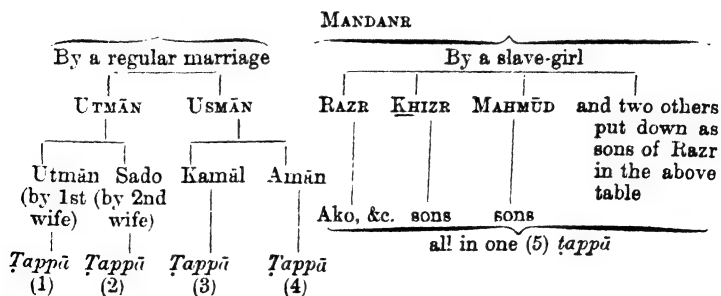 MANDANR
By a regular marriage By a slave-girl
UTMĀN USMĀN RAZR KHIZR MAHMŪD and two others
put down as
sons of Razr
in the above
table
Utmān Sado Kamāl Amān
(by 1st (by 2nd
wife) wife)
Ako, &c. sons sons
all in one (5) ṭappā
Ṭappā Ṭappā Ṭappā Ṭappā
(1) (2) (3) (4)